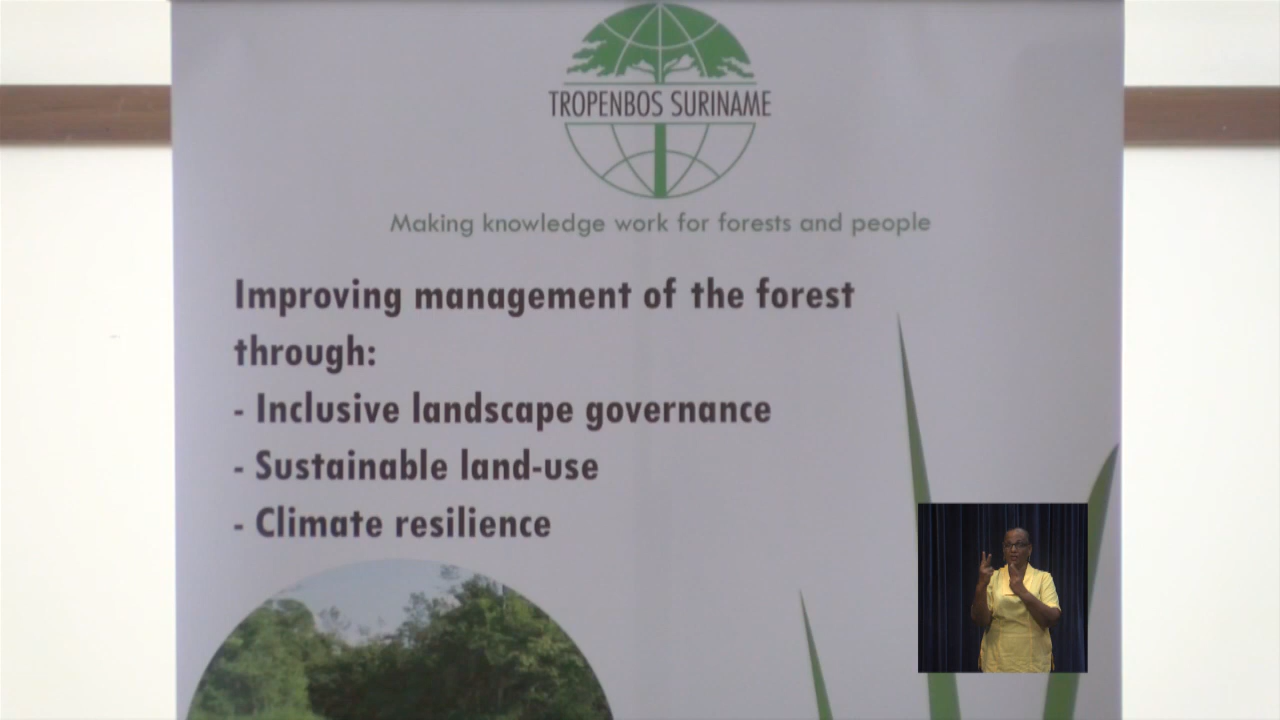 TROPENBOS SURINAME
Making knowledge work for forests and people
Improving management of the forest
through:
- Inclusive landscape governance
- Sustainable land-use
- Climate resilience